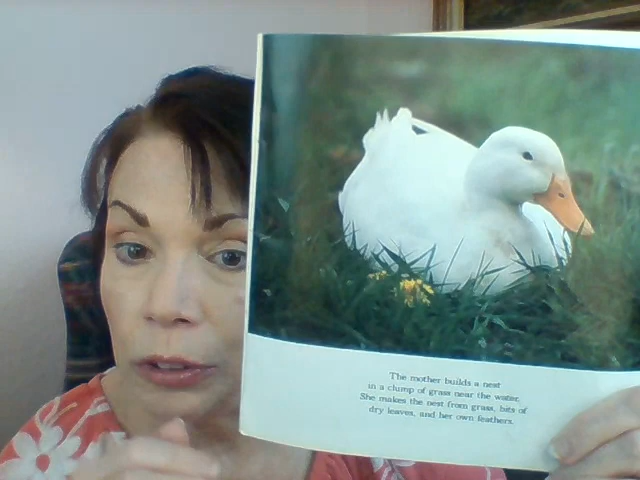 The mother builds a nest
in a clump of grass near the water.
She makes the nest from grass, bits of
dry leaves, and her own feathers.